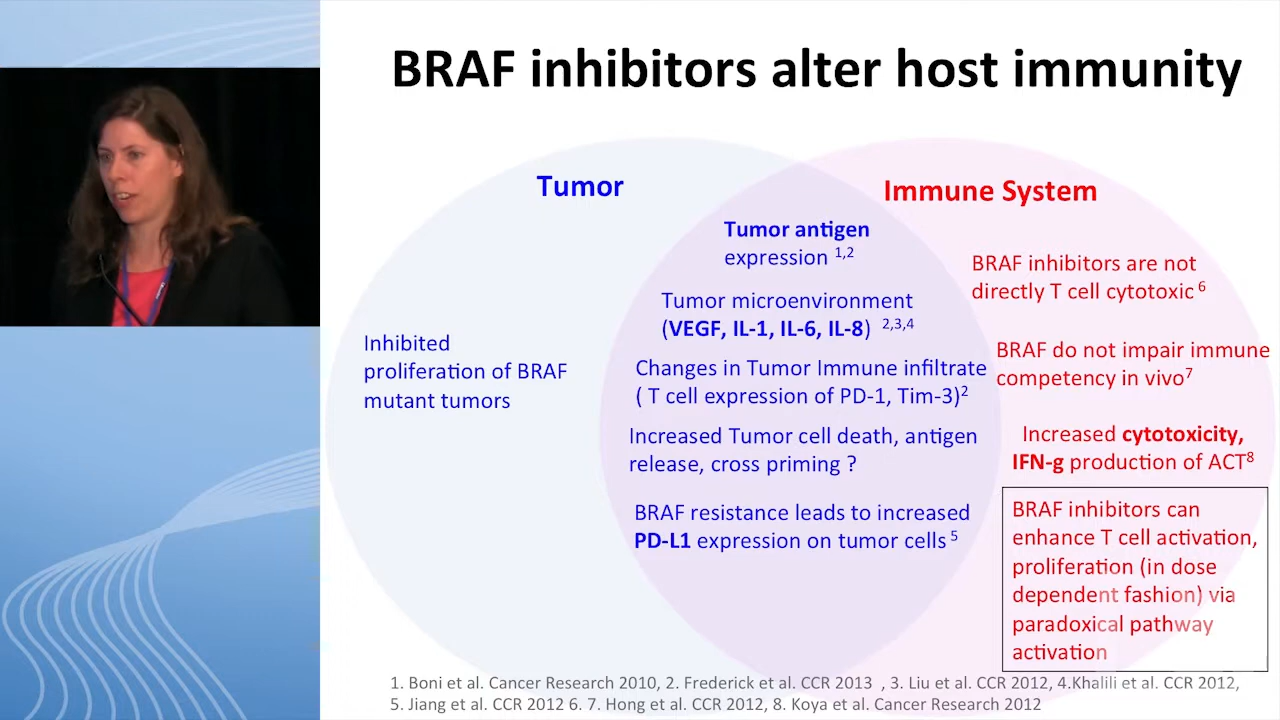 BRAF inhibitors alter host immunity
Tumor
Immune System
Inhibited
proliferation of BRAF
mutant tumors
Tumor antigen
expression 1,2
Tumor microenvironment
(VEGF, IL-1, IL-6, IL-8) 2,3,4
Changes in Tumor Immune infiltrate
( T cell expression of PD-1, Tim-3)2
Increased Tumor cell death, antigen
release, cross priming ?
BRAF resistance leads to increased
PD-L1 expression on tumor cells 5
BRAF inhibitors are not
directly T cell cytotoxic 6
BRAF do not impair immune
competency in vivo7
Increased cytotoxicity,
IFN-g production of ACT8
BRAF inhibitors can
enhance T cell activation,
proliferation (in dose
dependent fashion) via
paradoxical pathway
activation
1. Boni et al. Cancer Research 2010, 2. Frederick et al. CCR 2013 , 3. Liu et al. CCR 2012, 4.Khalili et al. CCR 2012,
5. Jiang et al. CCR 2012 6. 7. Hong et al. CCR 2012, 8. Koya et al. Cancer Research 2012